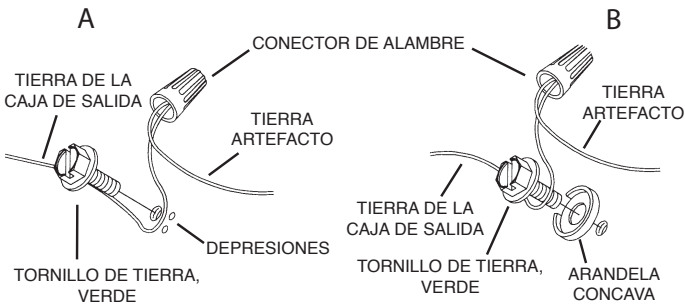 A
B
CONECTOR DE ALAMBRE
TIERRA DE LA
CAJA DE SALIDA
TIERRA
ARTEFACTO
DEPRESIONES
TORNILLO DE TIERRA,
VERDE
TIERRA
ARTEFACTO
TIERRA DE LA
CAJA DE SALIDA
TORNILLO DE TIERRA,
VERDE
ARANDELA
CONCAVA